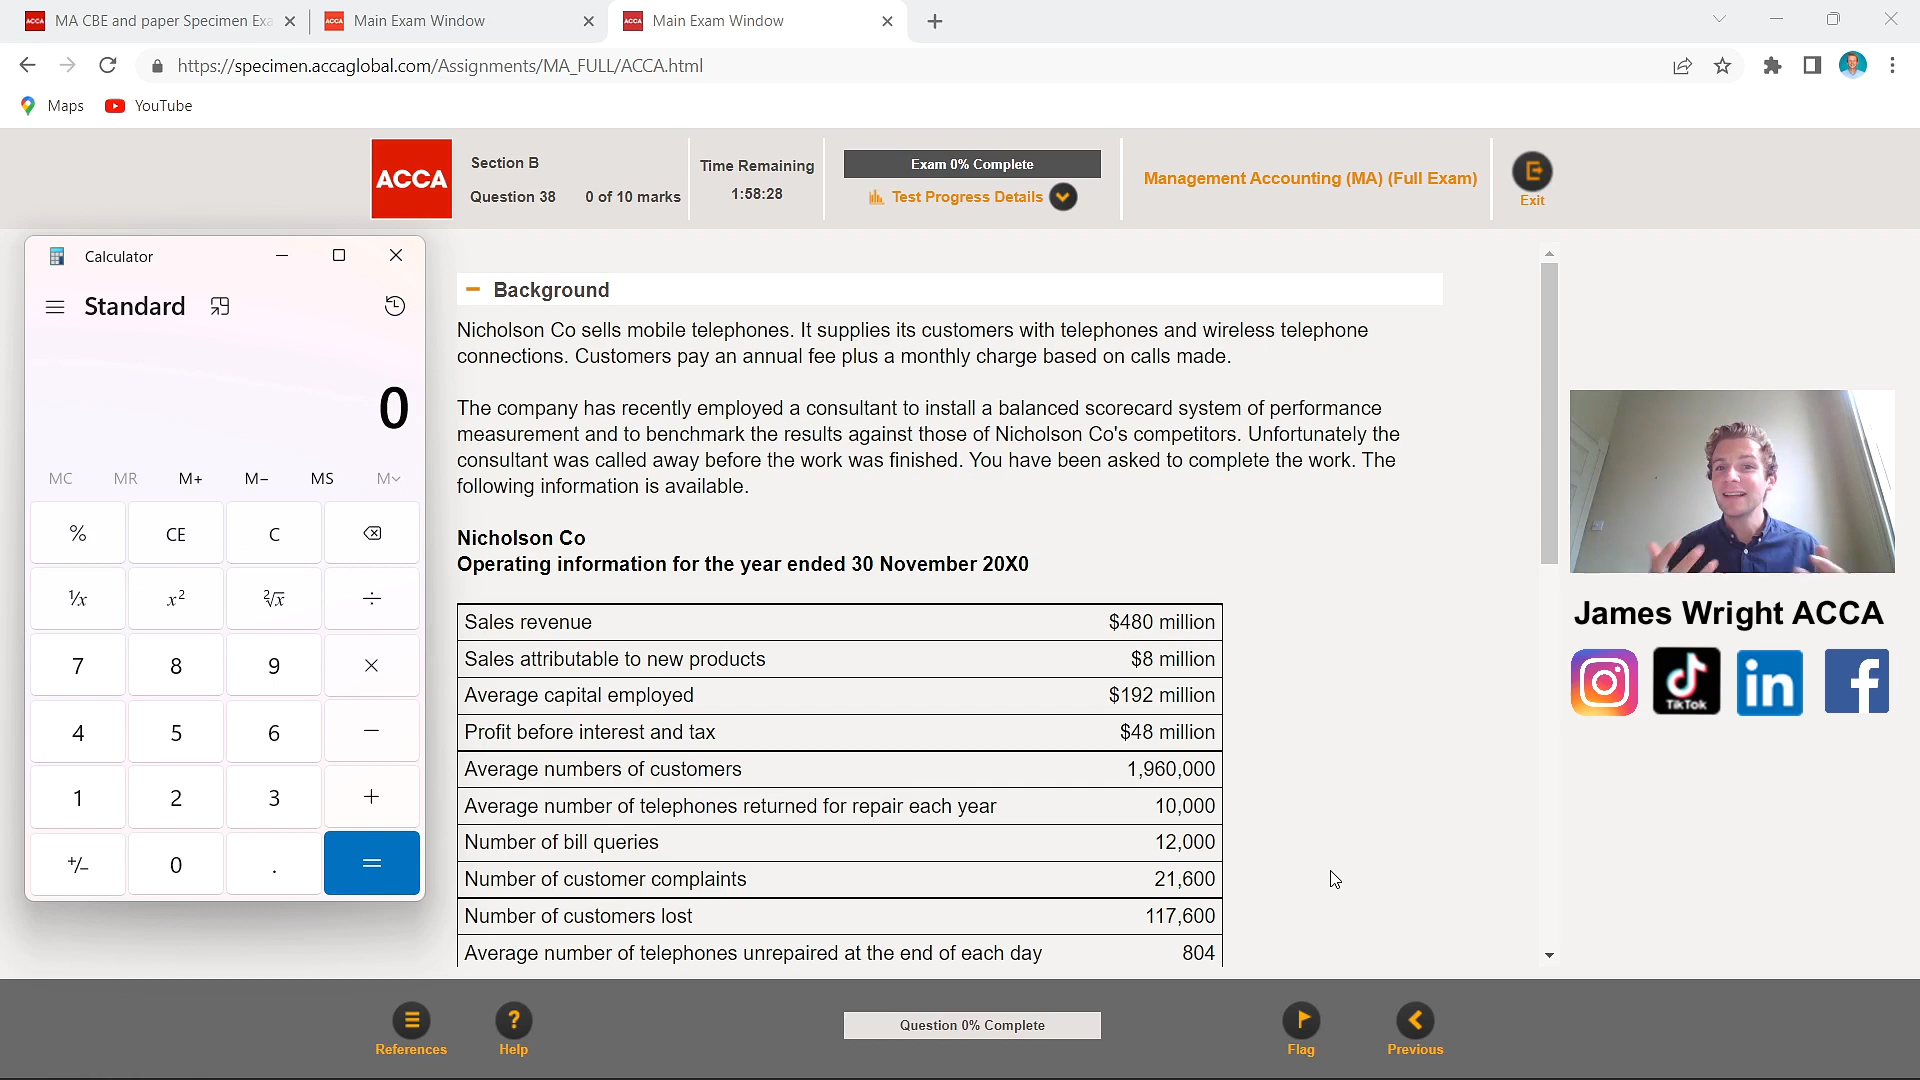 MA CBE and paper Specimen Exa
Main Exam Window
Main Exam Window
https://specimen.accaglobal.com/Assignments/MA_FULL/ACCA.html
Maps
YouTube
ACCA
Section B
Question 38
0 of 10 marks
Time Remaining
1:58:28
Exam 0% Complete
Test Progress Details
Management Accounting (MA) (Full Exam)
Exit
Calculator
Standard
0
MC MR M+ M− MS M
% CE C
1/x x² ²√x ÷
7 8 9 ×
4 5 6 −
1 2 3 +
+/− 0 . =
Background
Nicholson Co sells mobile telephones. It supplies its customers with telephones and wireless telephone
connections. Customers pay an annual fee plus a monthly charge based on calls made.
The company has recently employed a consultant to install a balanced scorecard system of performance
measurement and to benchmark the results against those of Nicholson Co's competitors. Unfortunately the
consultant was called away before the work was finished. You have been asked to complete the work. The
following information is available.
Nicholson Co
Operating information for the year ended 30 November 20X0
Sales revenue $480 million
Sales attributable to new products $8 million
Average capital employed $192 million
Profit before interest and tax $48 million
Average numbers of customers 1,960,000
Average number of telephones returned for repair each year 10,000
Number of bill queries 12,000
Number of customer complaints 21,600
Number of customers lost 117,600
Average number of telephones unrepaired at the end of each day 804
James Wright ACCA
TikTok
in
f
References
Help
Question 0% Complete
Flag
Previous